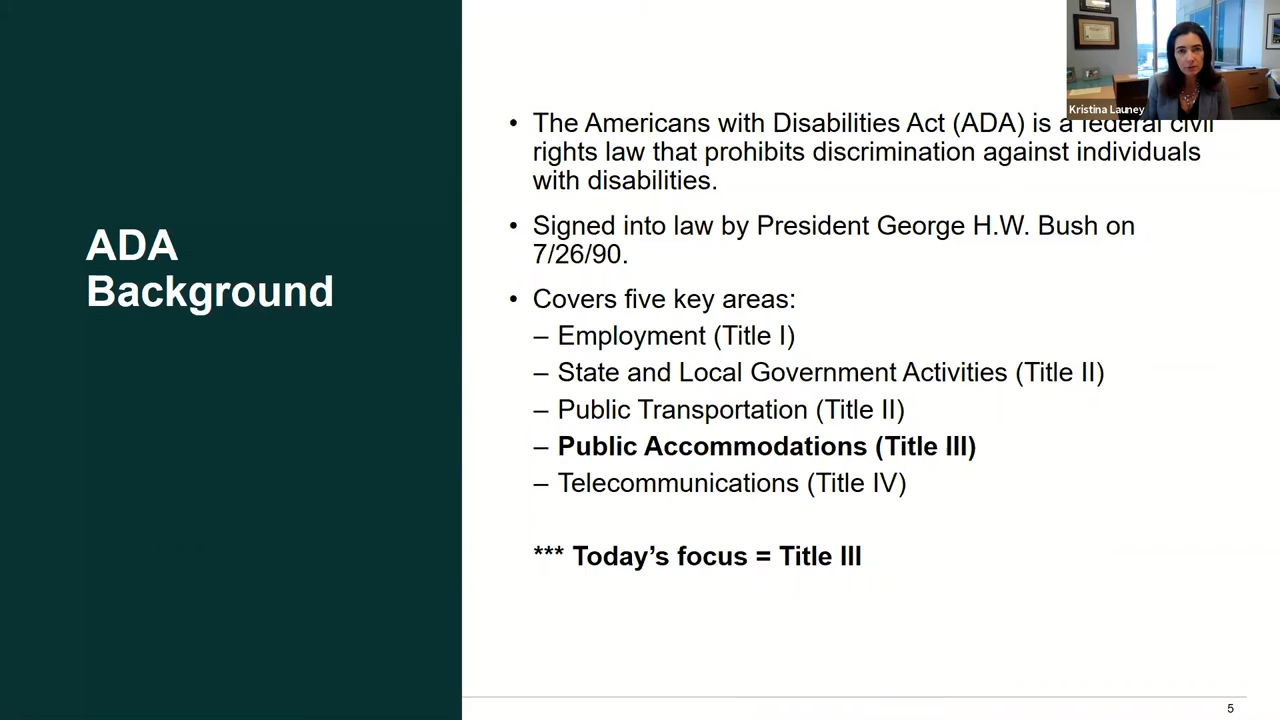 Kristina Launey
ADA
Background
• The Americans with Disabilities Act (ADA) is a federal civil
rights law that prohibits discrimination against individuals
with disabilities.
• Signed into law by President George H.W. Bush on
7/26/90.
• Covers five key areas:
– Employment (Title I)
– State and Local Government Activities (Title II)
– Public Transportation (Title II)
– Public Accommodations (Title III)
– Telecommunications (Title IV)
*** Today's focus = Title III
5